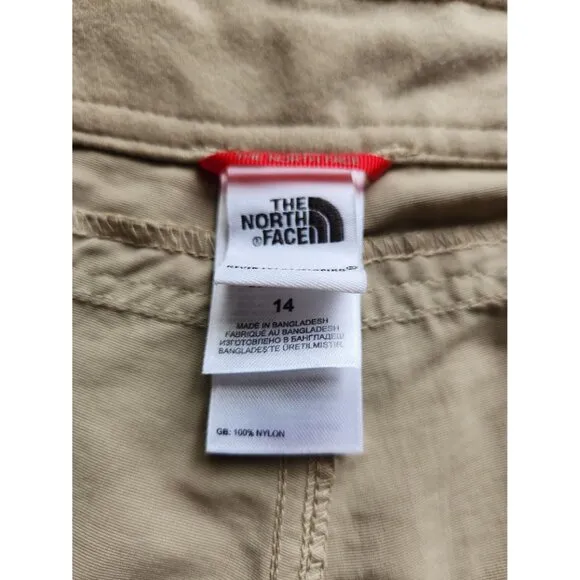 THE
NORTH
®FACE
14
MADE IN BANGLADESH
FABRIQUÉ AU BANGLADESH
ИЗГОТОВЛЕНО В БАНГЛАДЕШ
BANGLADEŞ'TE ÜRETİLMİŞTİR.
GB: 100% NYLON